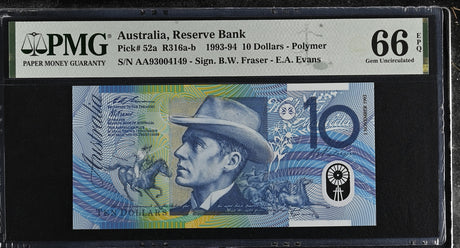 PMG
PAPER MONEY GUARANTY
Australia, Reserve Bank
Pick# 52a R316a-b 1993-94 10 Dollars - Polymer
S/N AA93004149 - Sign. B.W. Fraser - E.A. Evans
66 EPQ
Gem Uncirculated
Australia
10
TEN DOLLARS